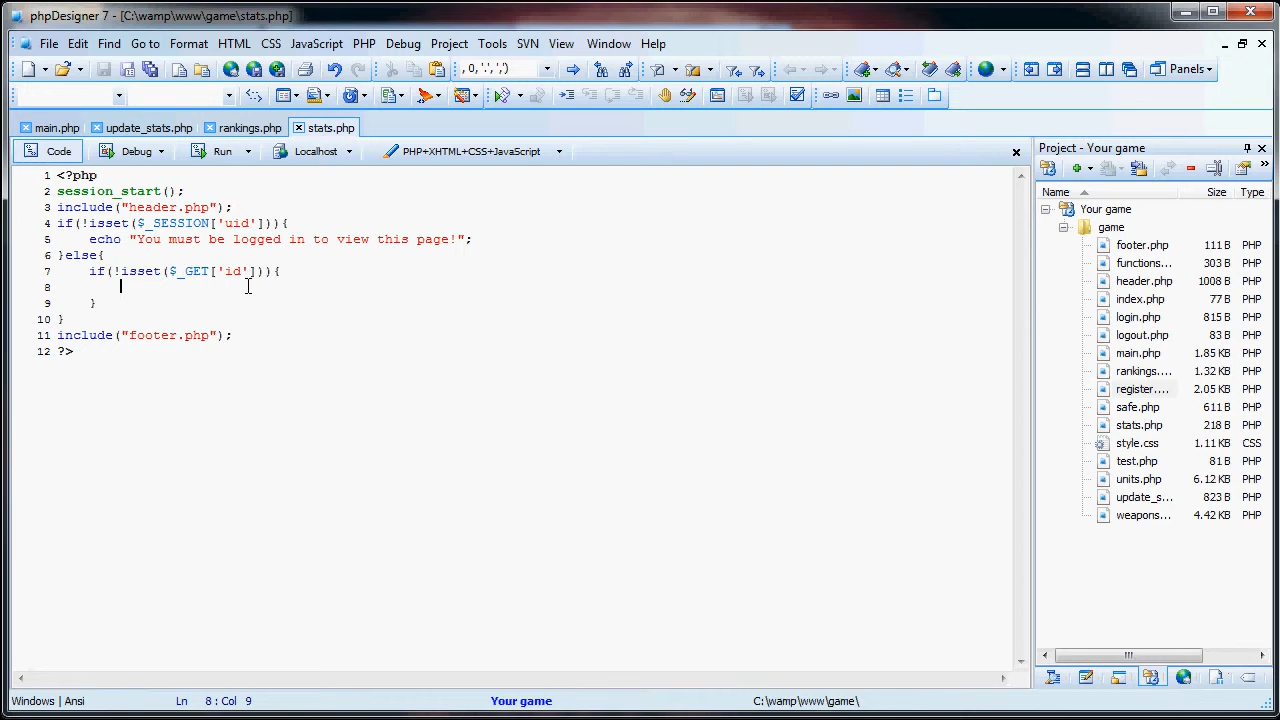 phpDesigner 7 - [C:\wamp\www\game\stats.php]
File Edit Find Go to Format HTML CSS JavaScript PHP Debug Project Tools SVN View Window Help
, 0,'.',',')
Panels
main.php update_stats.php rankings.php stats.php
Code Debug Run Localhost PHP+XHTML+CSS+JavaScript
1 <?php
2 session_start();
3 include("header.php");
4 if(!isset($_SESSION['uid'])){
5 echo "You must be logged in to view this page!";
6 }else{
7 if(!isset($_GET['id'])){
8
9 }
10 }
11 include("footer.php");
12 ?>
Project - Your game
Name Size Type
Your game
game
footer.php 111 B PHP
functions... 303 B PHP
header.php 1008 B PHP
index.php 77 B PHP
login.php 815 B PHP
logout.php 83 B PHP
main.php 1.85 KB PHP
rankings.... 1.32 KB PHP
register.... 2.05 KB PHP
safe.php 611 B PHP
stats.php 218 B PHP
style.css 1.11 KB CSS
test.php 81 B PHP
units.php 6.12 KB PHP
update_s... 823 B PHP
weapons... 4.42 KB PHP
Windows | Ansi Ln 8 : Col 9 Your game C:\wamp\www\game\